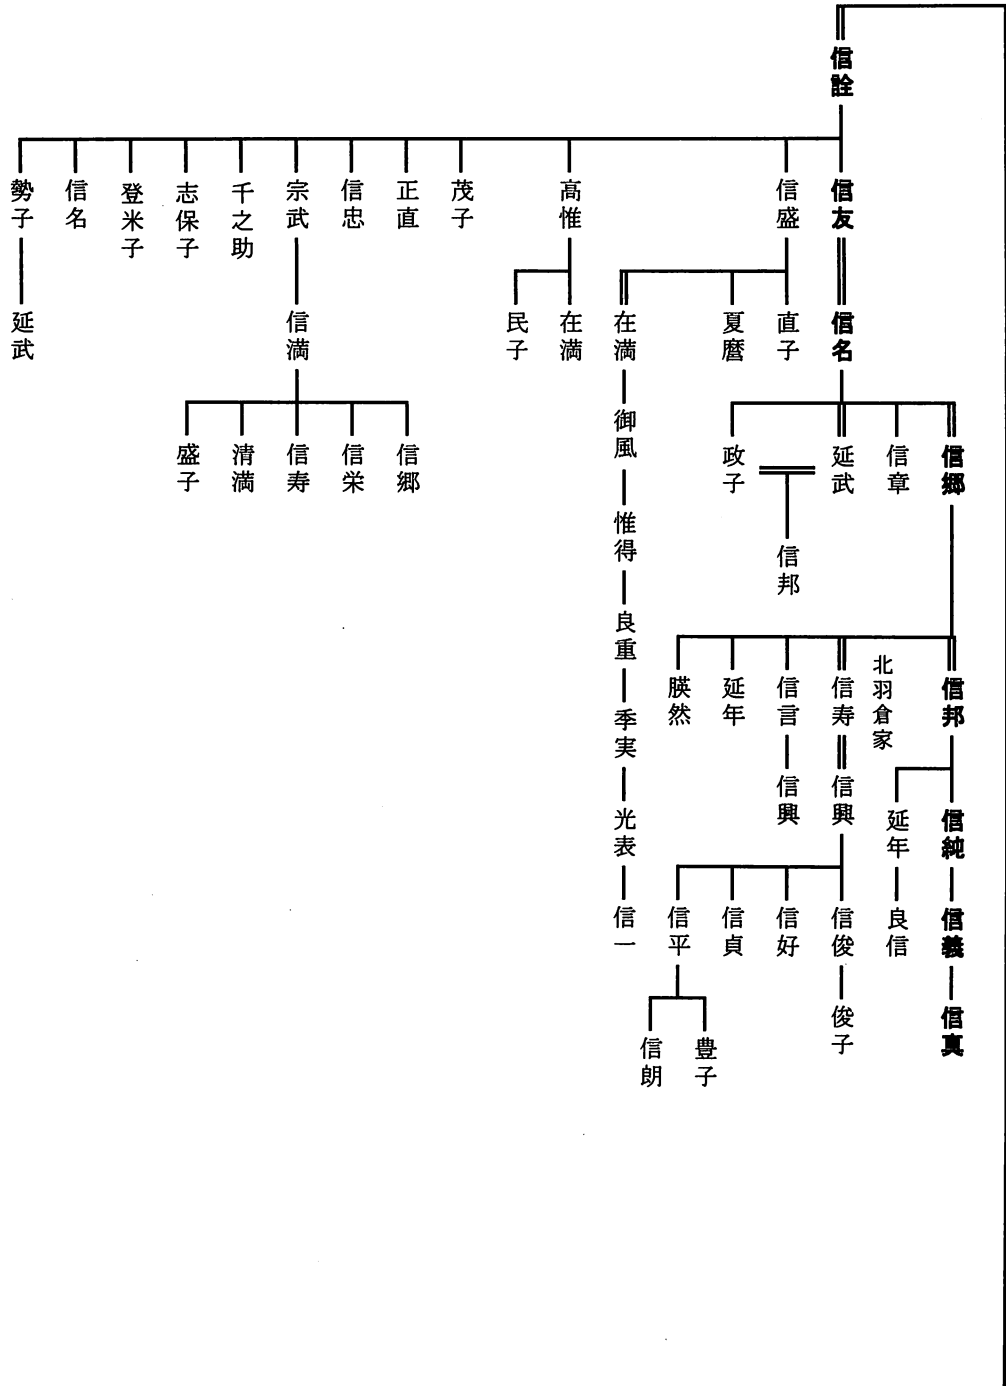 信詮
信友
信盛
高惟
茂子
正直
信忠
宗武
千之助
志保子
登米子
信名
勢子
信名
直子
夏麿
在満
在満
民子
信満
延武
信郷
信章
延武
政子
御風
信郷
信栄
信寿
清満
盛子
信邦
惟得
良重
季実
光表
信一
信邦
北羽倉家
信寿
信言
延年
朠然
信興
信興
信純
延年
信義
良信
信俊
信好
信貞
信平
信真
俊子
豊子
信朗